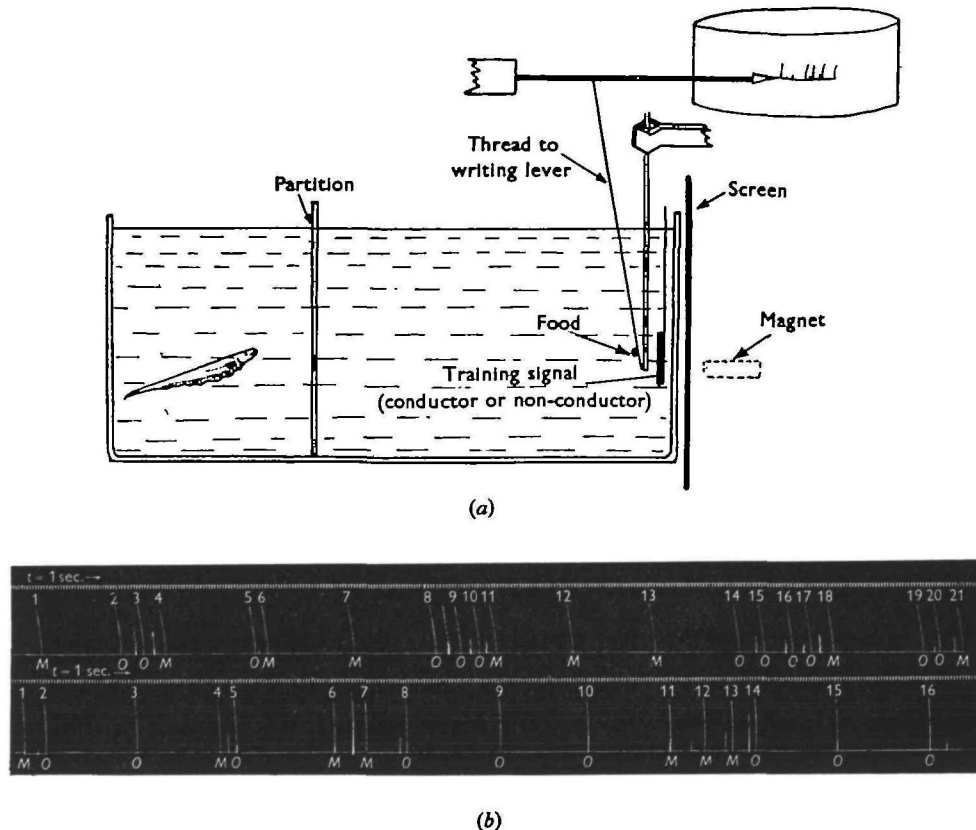 Thread to
writing lever
Partition
Screen
Food
Magnet
Training signal
(conductor or non-conductor)
(a)
t = 1 sec. →
1 2 3 4 5 6 7 8 9 10 11 12 13 14 15 16 17 18 19 20 21
M O O M O M M O O O O M M M O O O O O M O O M
t = 1 sec. →
1 2 3 4 5 6 7 8 9 10 11 12 13 14 15 16
M O O M O M M O O O M M M O O O
(b)